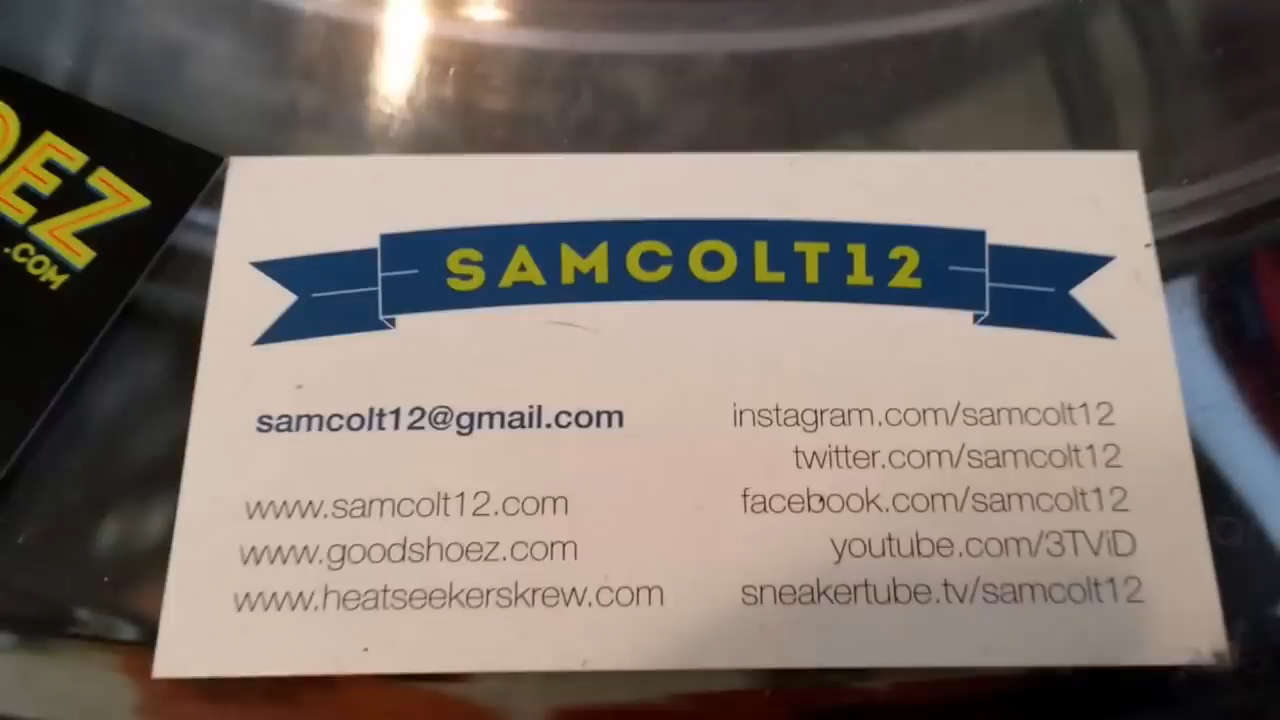 EZ
.COM
SAMCOLT12
samcolt12@gmail.com
www.samcolt12.com
www.goodshoez.com
www.heatseekerskrew.com
instagram.com/samcolt12
twitter.com/samcolt12
facebook.com/samcolt12
youtube.com/3TViD
sneakertube.tv/samcolt12